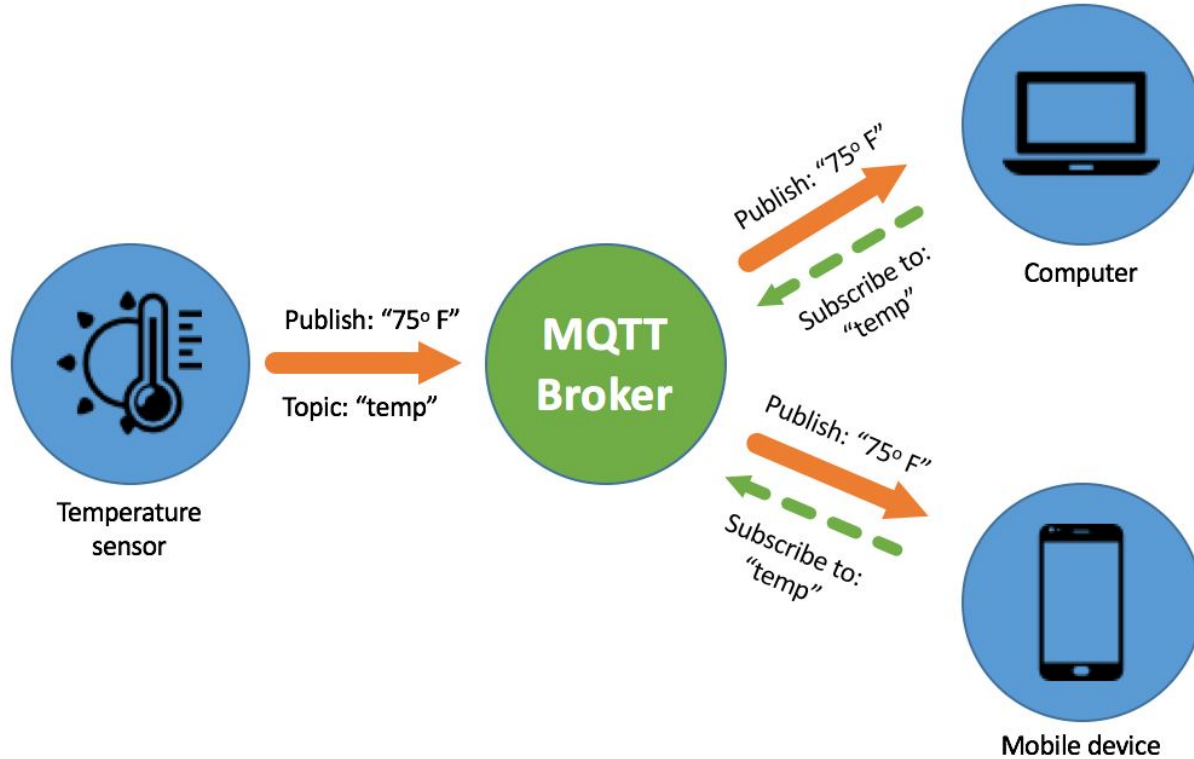 Publish: “75º F”
Subscribe to:
“temp”
Computer
Publish: “75º F”
Topic: “temp”
MQTT
Broker
Temperature
sensor
Publish: “75º F”
Subscribe to:
“temp”
Mobile device